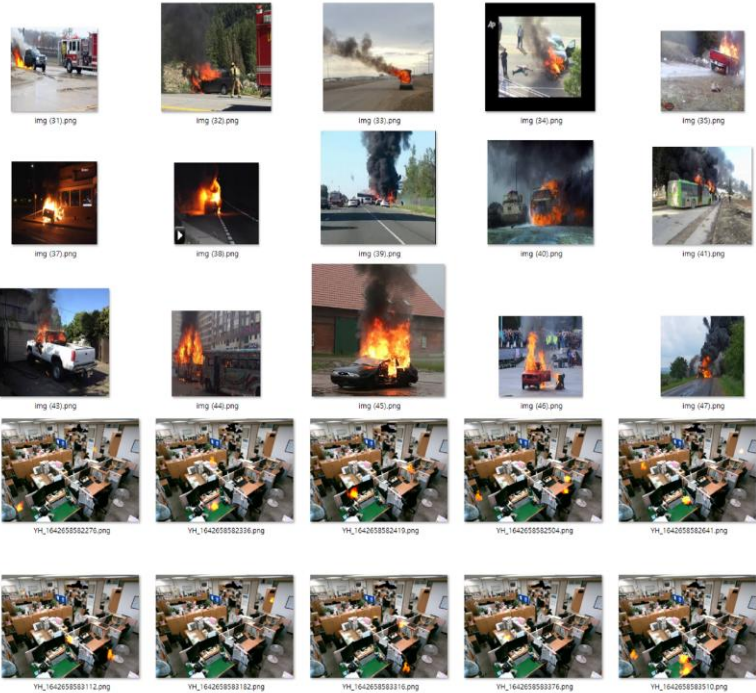 img (31).png
img (32).png
img (33).png
img (34).png
img (35).png
img (37).png
img (38).png
img (39).png
img (40).png
img (41).png
img (43).png
img (44).png
img (45).png
img (46).png
img (47).png
YH_1642658582276.png
YH_1642658582336.png
YH_1642658582419.png
YH_1642658582504.png
YH_1642658582641.png
YH_1642658583112.png
YH_1642658583182.png
YH_1642658583316.png
YH_1642658583376.png
YH_1642658583510.png